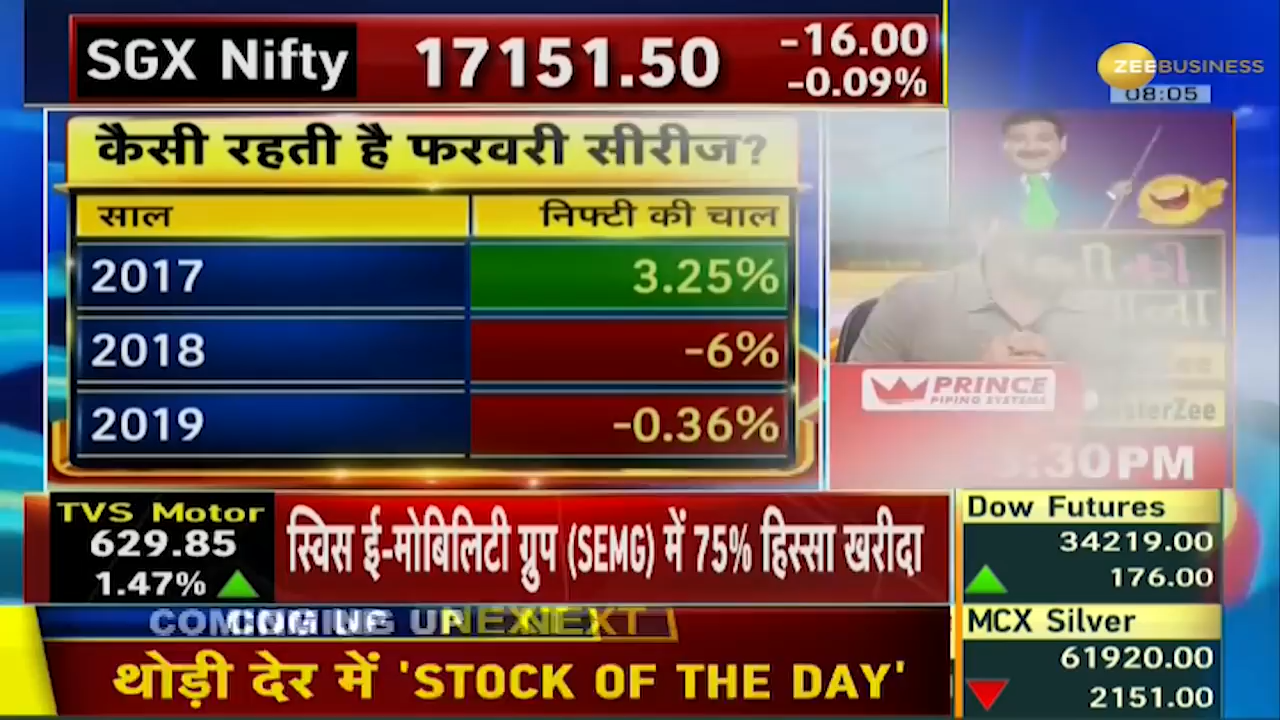 SGX Nifty 17151.50 -16.00
-0.09%
ZEEBUSINESS
08:05
कैसी रहती है फरवरी सीरीज?
साल निफ्टी की चाल
2017 3.25%
2018 -6%
2019 -0.36%
PRINCE
PIPING SYSTEMS
:30PM
TVS Motor
629.85
1.47%
स्विस ई-मोबिलिटी ग्रुप (SEMG) में 75% हिस्सा खरीदा
Dow Futures
34219.00
176.00
MCX Silver
61920.00
2151.00
थोड़ी देर में 'STOCK OF THE DAY'